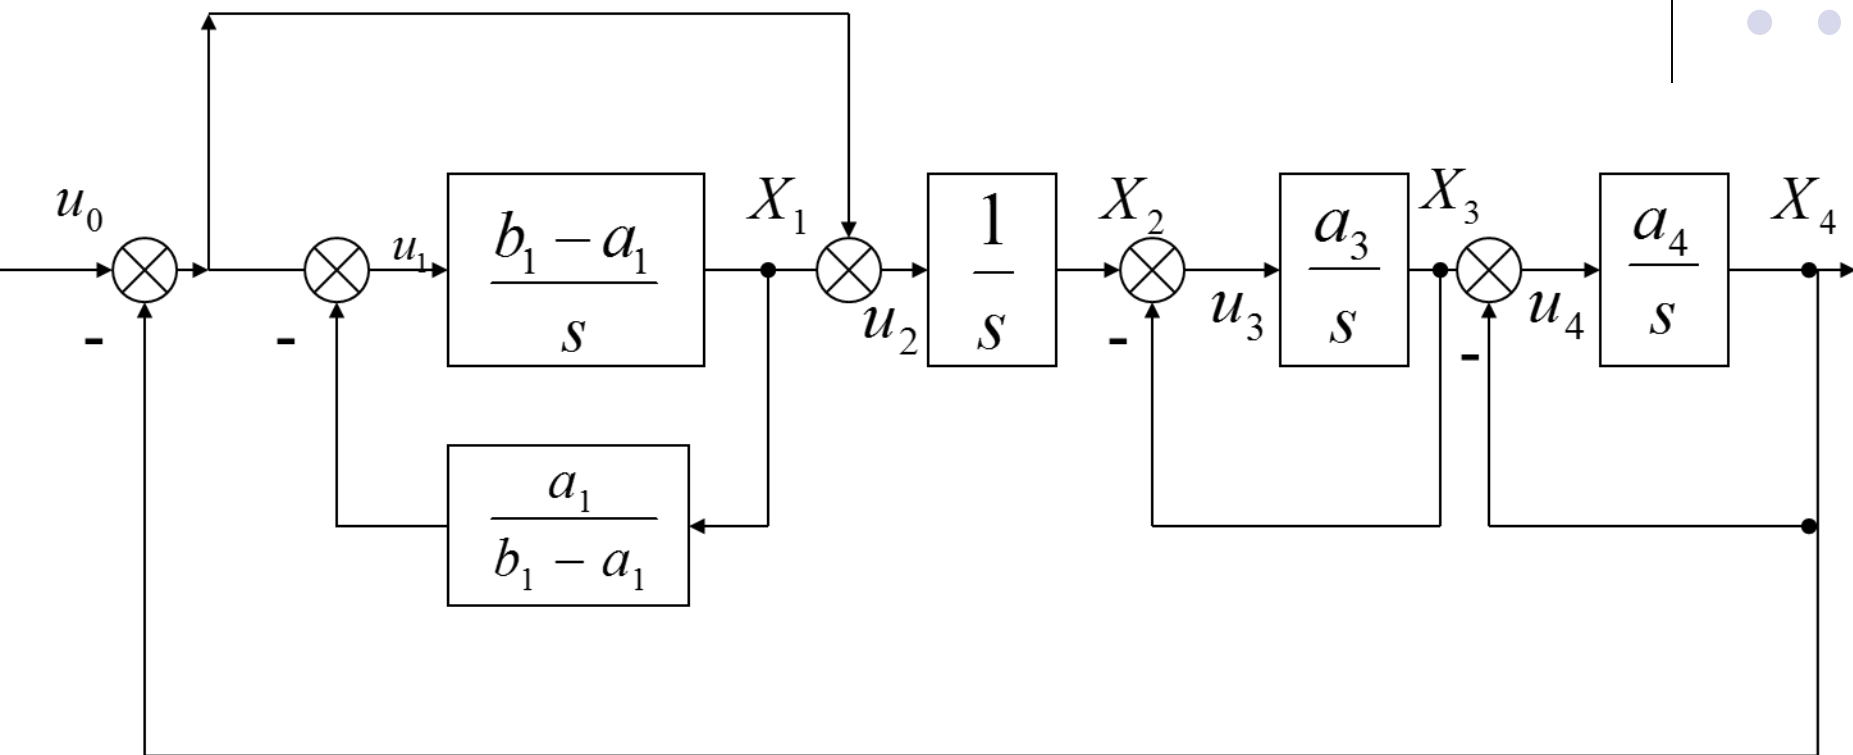 u₀
-
-
u₁
b₁ − a₁
s
a₁
b₁ − a₁
X₁
u₂
1
s
X₂
-
u₃
a₃
s
X₃
-
u₄
a₄
s
X₄